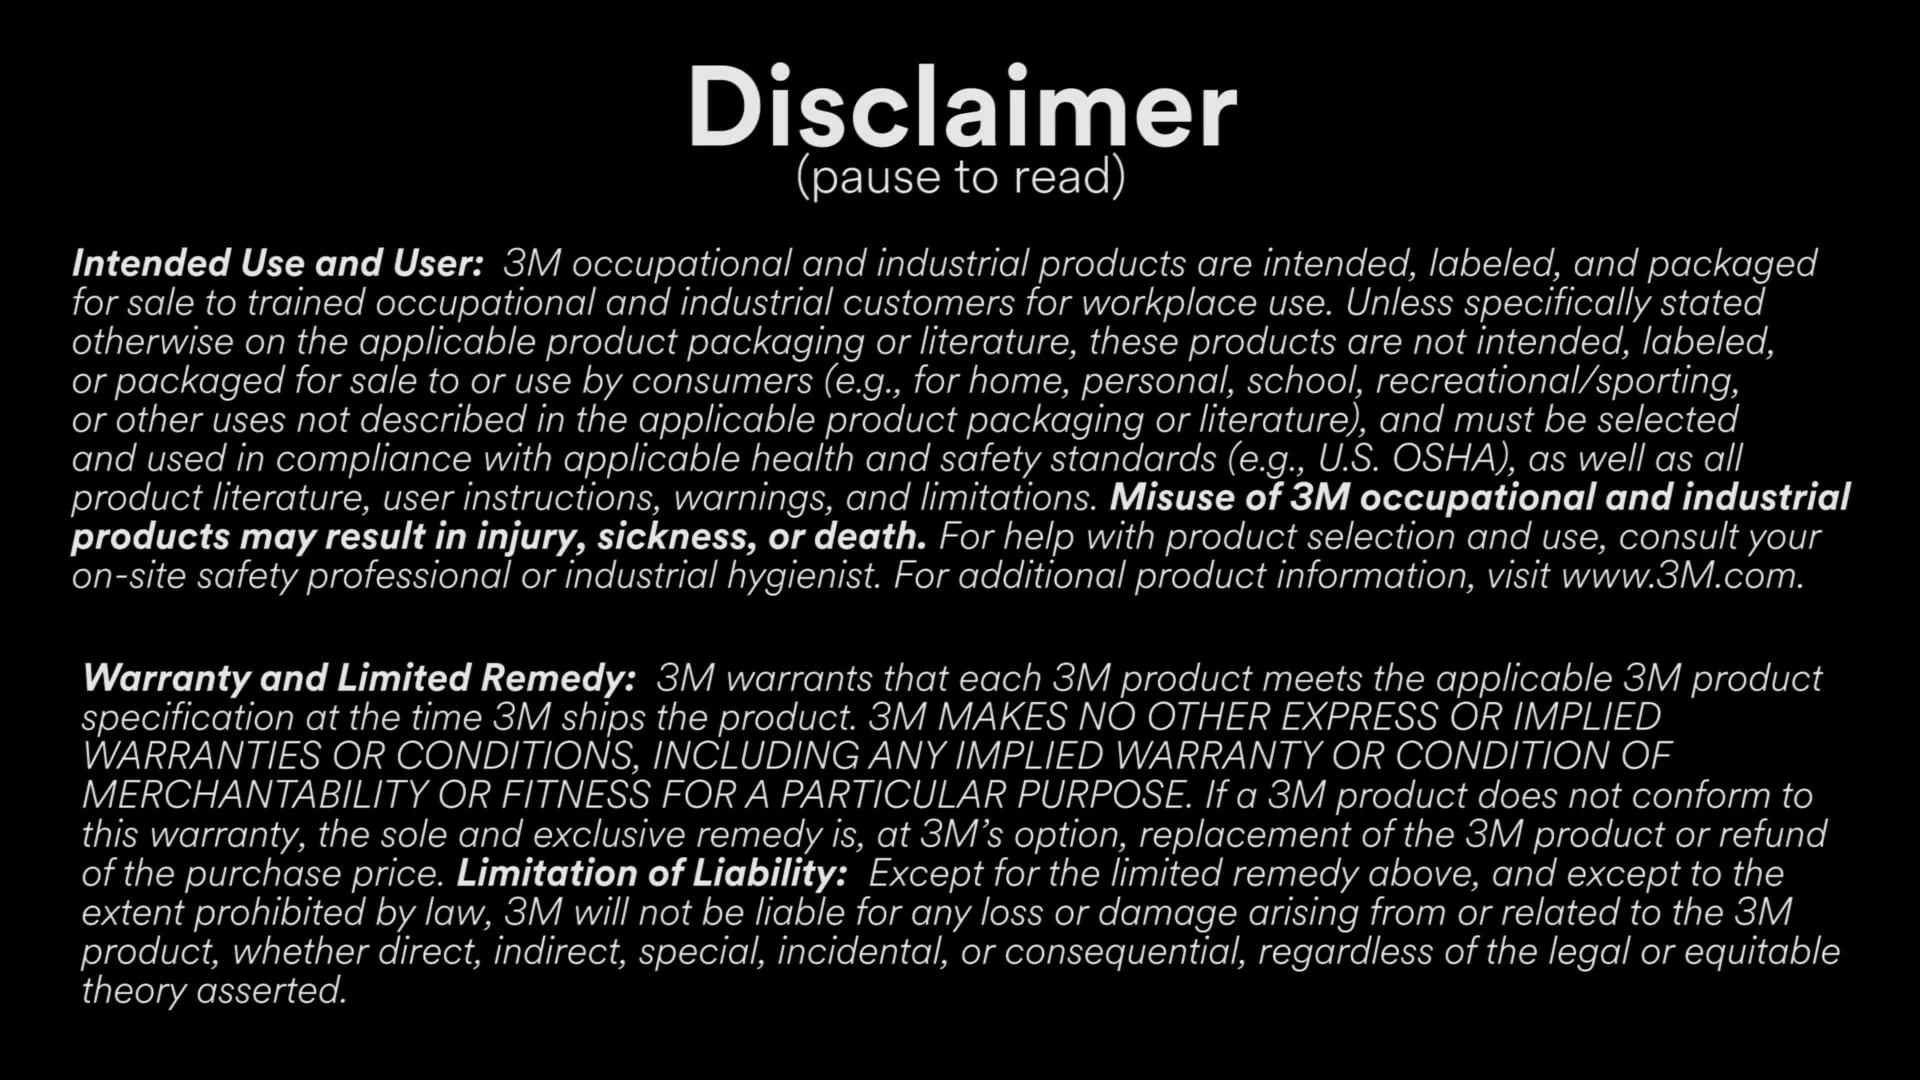 Disclaimer
(pause to read)
Intended Use and User: 3M occupational and industrial products are intended, labeled, and packaged
for sale to trained occupational and industrial customers for workplace use. Unless specifically stated
otherwise on the applicable product packaging or literature, these products are not intended, labeled,
or packaged for sale to or use by consumers (e.g., for home, personal, school, recreational/sporting,
or other uses not described in the applicable product packaging or literature), and must be selected
and used in compliance with applicable health and safety standards (e.g., U.S. OSHA), as well as all
product literature, user instructions, warnings, and limitations. Misuse of 3M occupational and industrial
products may result in injury, sickness, or death. For help with product selection and use, consult your
on-site safety professional or industrial hygienist. For additional product information, visit www.3M.com.
Warranty and Limited Remedy: 3M warrants that each 3M product meets the applicable 3M product
specification at the time 3M ships the product. 3M MAKES NO OTHER EXPRESS OR IMPLIED
WARRANTIES OR CONDITIONS, INCLUDING ANY IMPLIED WARRANTY OR CONDITION OF
MERCHANTABILITY OR FITNESS FOR A PARTICULAR PURPOSE. If a 3M product does not conform to
this warranty, the sole and exclusive remedy is, at 3M’s option, replacement of the 3M product or refund
of the purchase price. Limitation of Liability: Except for the limited remedy above, and except to the
extent prohibited by law, 3M will not be liable for any loss or damage arising from or related to the 3M
product, whether direct, indirect, special, incidental, or consequential, regardless of the legal or equitable
theory asserted.